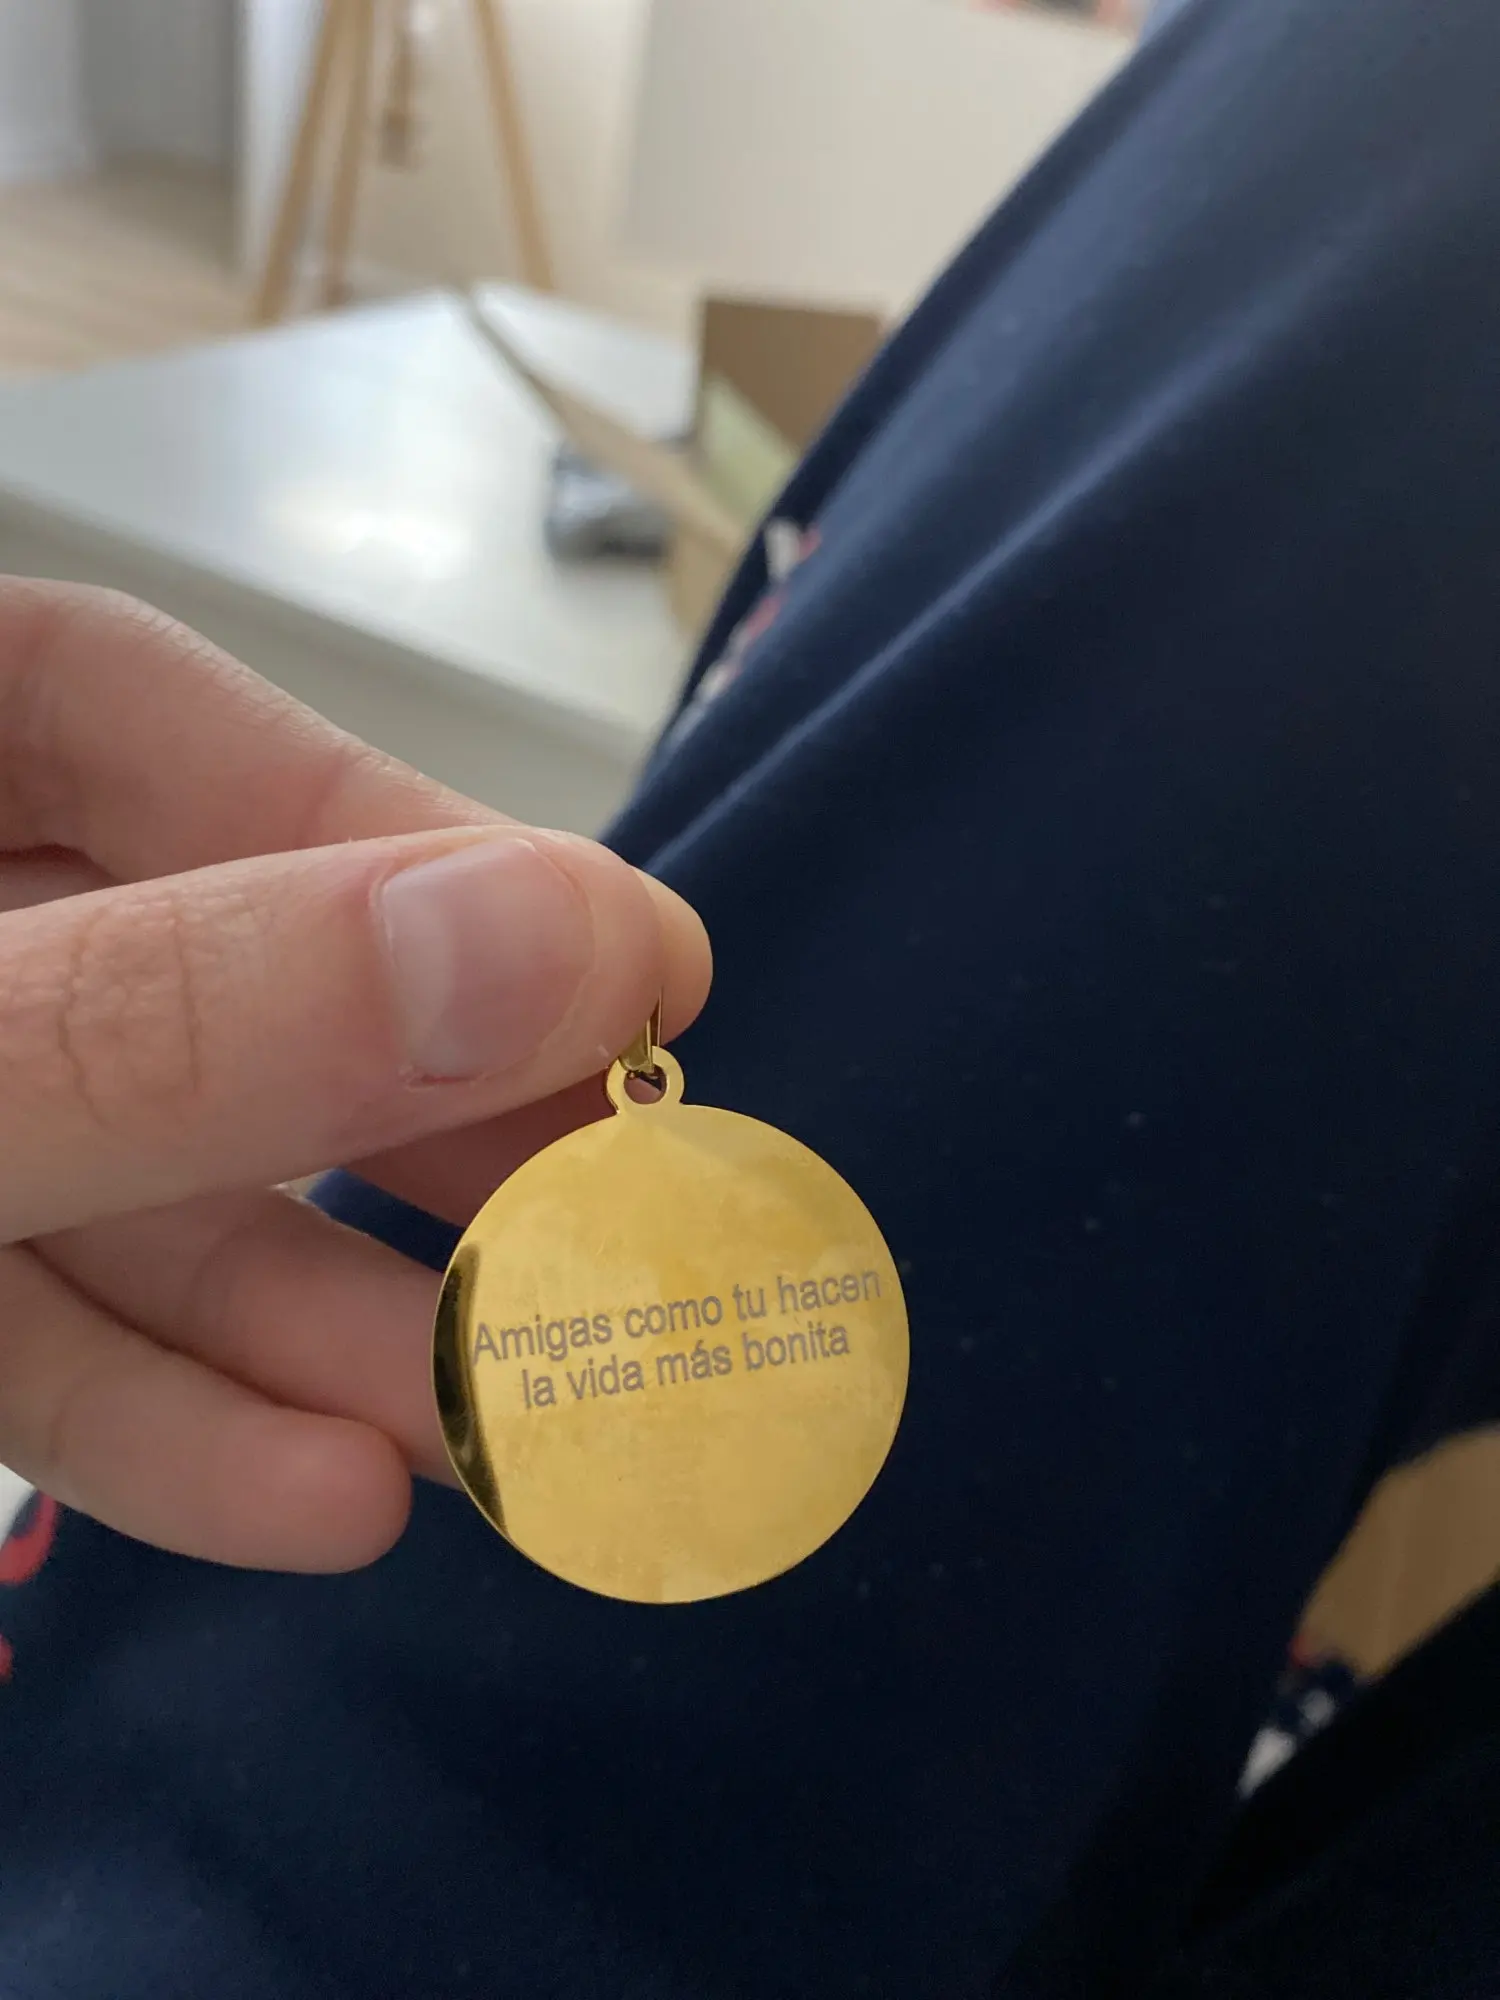 Amigas como tu hacen
la vida más bonita